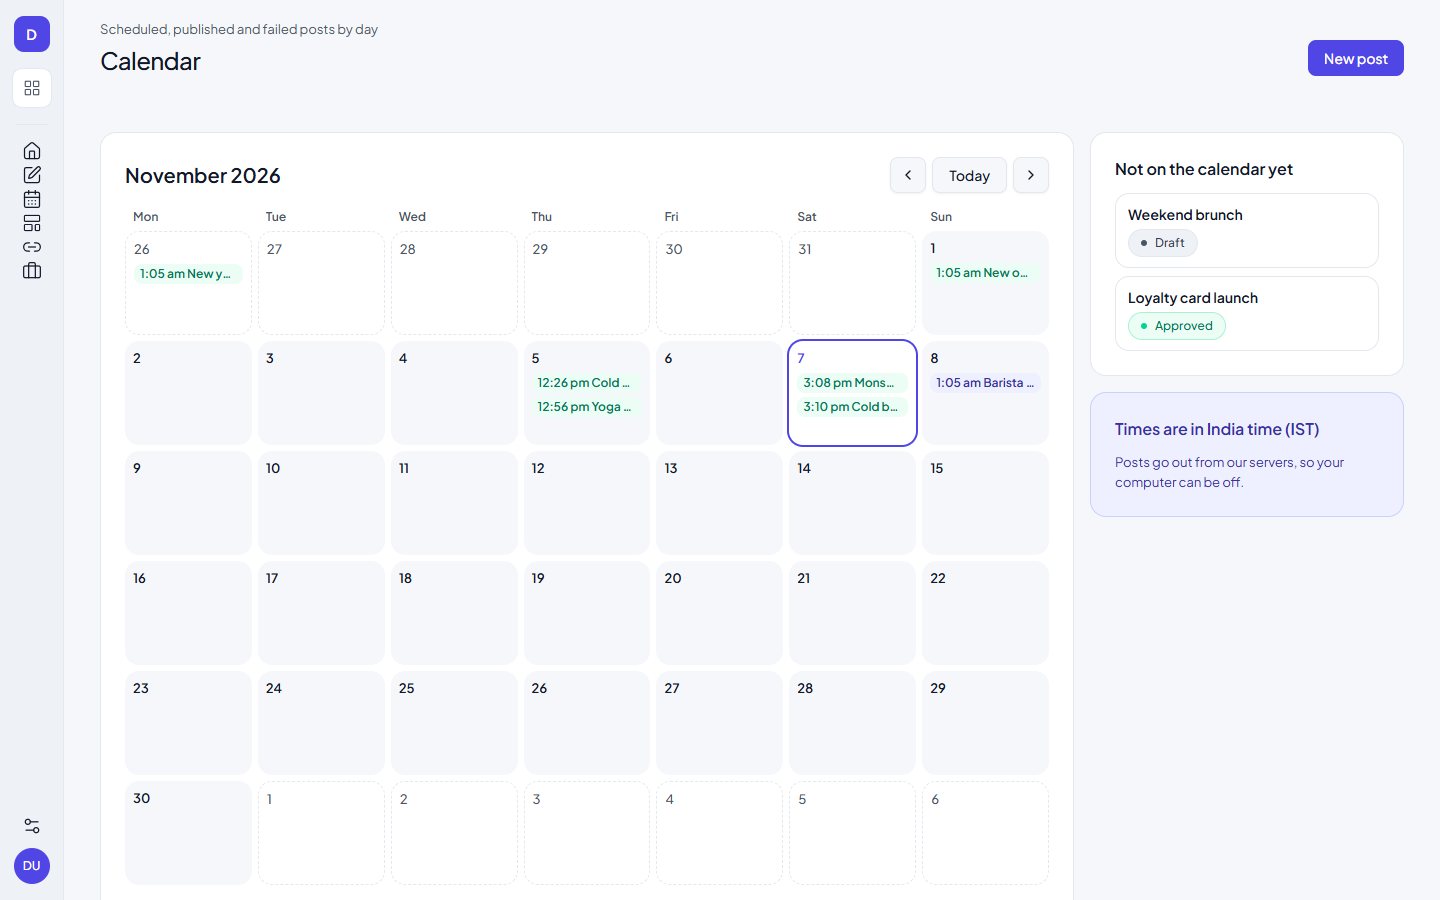 D
Scheduled, published and failed posts by day
Calendar
New post
November 2026
Today
Mon Tue Wed Thu Fri Sat Sun
26 27 28 29 30 31 1
1:05 am New y... 1:05 am New o...
2 3 4 5 6 7 8
12:26 pm Cold ... 3:08 pm Mons... 1:05 am Barista ...
12:56 pm Yoga ... 3:10 pm Cold b...
9 10 11 12 13 14 15
16 17 18 19 20 21 22
23 24 25 26 27 28 29
30 1 2 3 4 5 6
Not on the calendar yet
Weekend brunch
Draft
Loyalty card launch
Approved
Times are in India time (IST)
Posts go out from our servers, so your
computer can be off.
DU